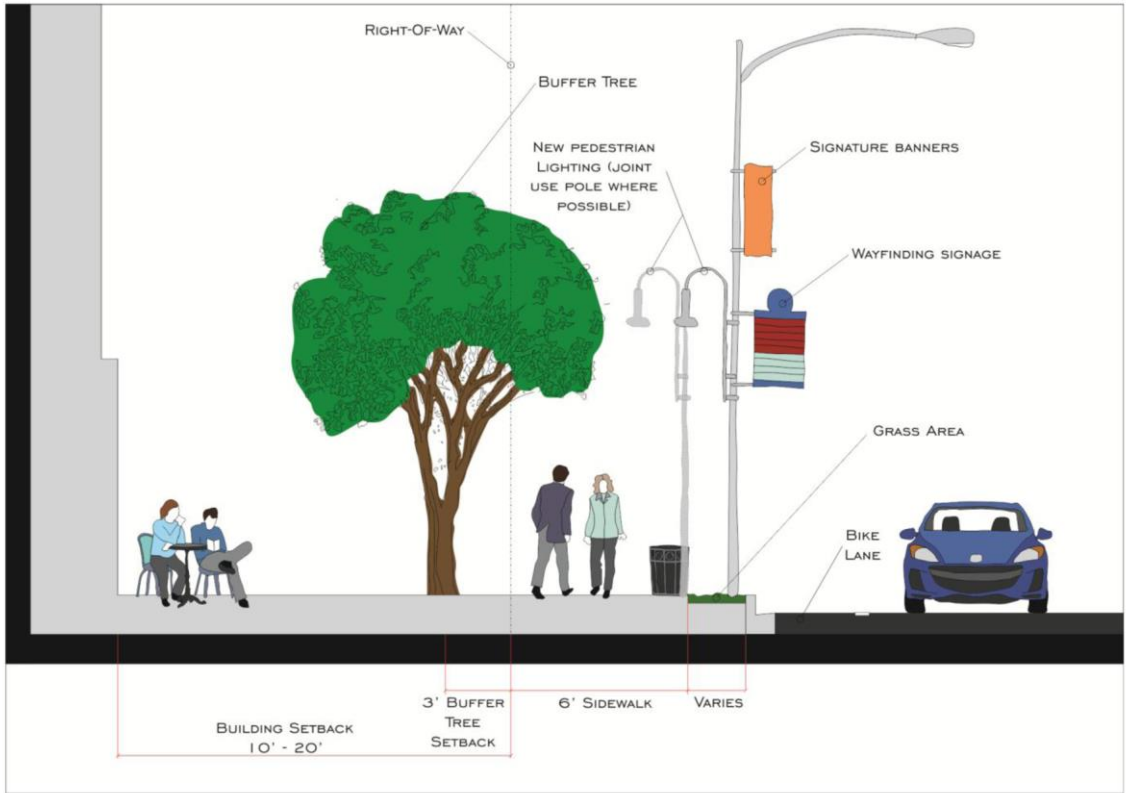 RIGHT-OF-WAY
BUFFER TREE
NEW PEDESTRIAN
LIGHTING (JOINT
USE POLE WHERE
POSSIBLE)
SIGNATURE BANNERS
WAYFINDING SIGNAGE
GRASS AREA
BIKE
LANE
3' BUFFER
TREE
SETBACK
6' SIDEWALK
VARIES
BUILDING SETBACK
10' - 20'